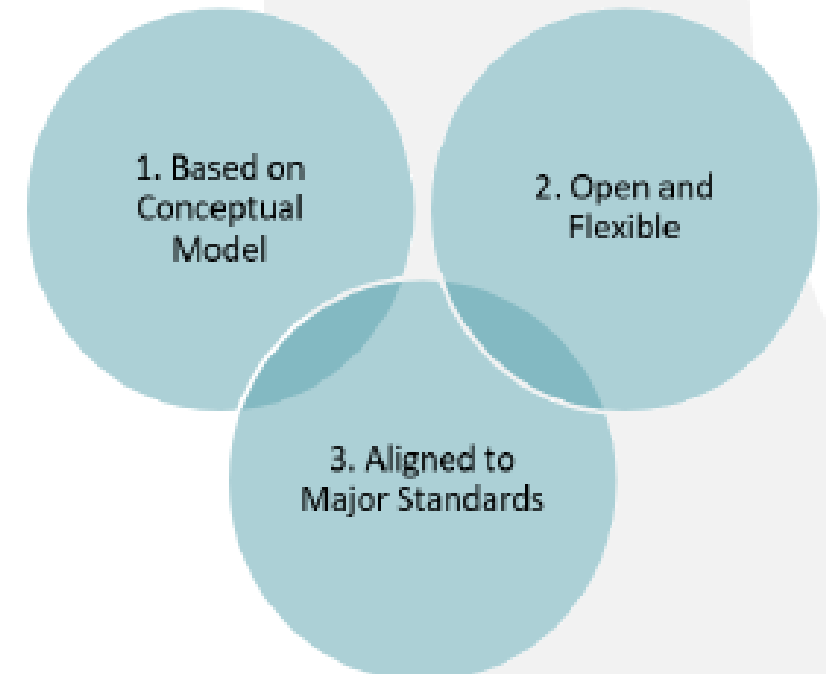 1. Based on
Conceptual
Model
2. Open and
Flexible
3. Aligned to
Major Standards